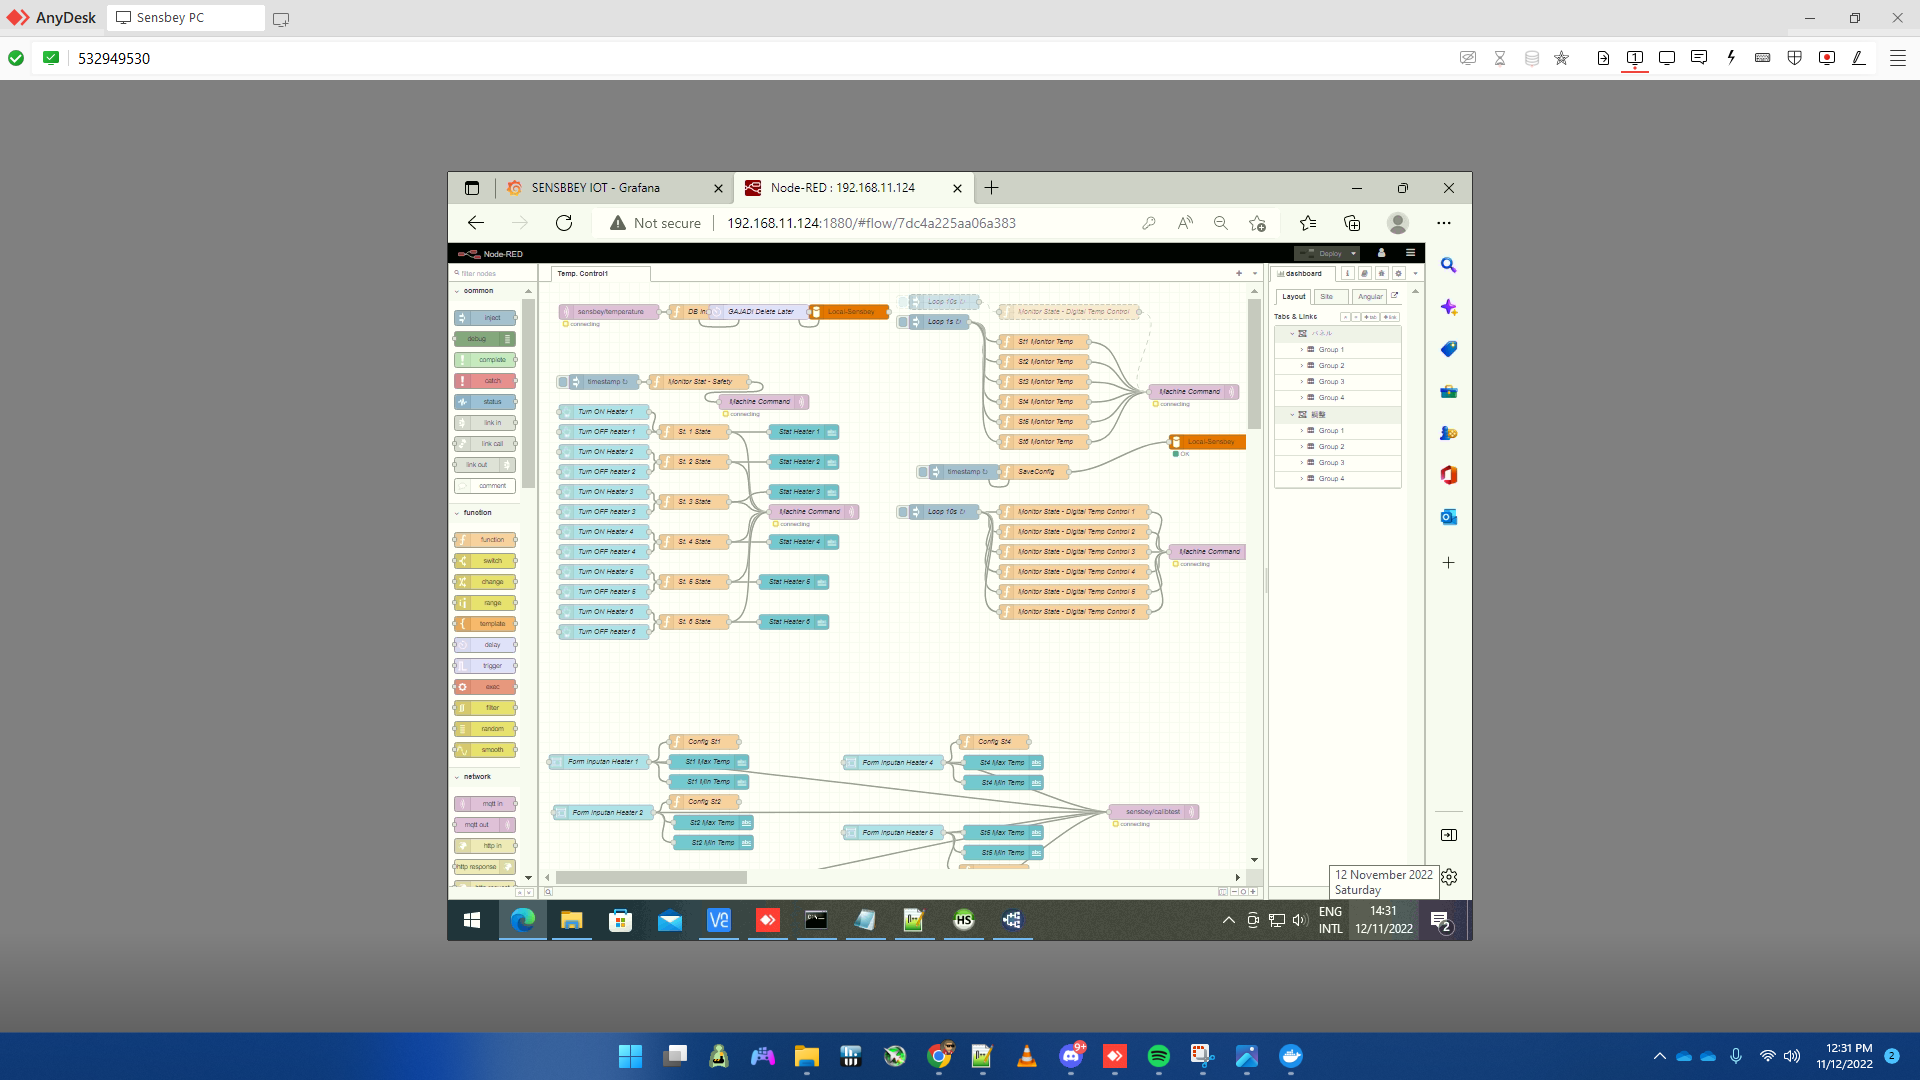 AnyDesk
Sensbey PC
532949530
SENSBBEY IOT - Grafana
Node-RED : 192.168.11.124
Not secure
192.168.11.124:1880/#flow/7dc4a225aa06a383
Node-RED
Deploy
filter nodes
common
inject
debug
complete
catch
status
link in
link call
link out
comment
function
function
switch
change
range
template
delay
trigger
exec
filter
random
smooth
network
mqtt in
mqtt out
http in
http response
Temp. Control1
sensbey/temperature
connecting
GAJADI Delete Later
Local-Sensbey
timestamp ↻
Monitor Stat - Safety
Machine Command
connecting
Turn ON Heater 1
Turn OFF heater 1
Turn ON Heater 2
Turn OFF heater 2
Turn ON Heater 3
Turn OFF heater 3
Turn ON Heater 4
Turn OFF heater 4
Turn ON Heater 5
Turn OFF heater 5
Turn ON Heater 6
Turn OFF heater 6
St. 1 State
St. 2 State
St. 3 State
St. 4 State
St. 5 State
St. 6 State
Stat Heater 1
Stat Heater 2
Stat Heater 3
Machine Command
connecting
Stat Heater 4
Stat Heater 5
Stat Heater 6
Loop 10s ↻
Monitor State - Digital Temp Control
Loop 1s ↻
St1 Monitor Temp
St2 Monitor Temp
St3 Monitor Temp
St4 Monitor Temp
St5 Monitor Temp
St6 Monitor Temp
Machine Command
connecting
Local-Sensbey
OK
timestamp ↻
SaveConfig
Loop 10s ↻
Monitor State - Digital Temp Control 1
Monitor State - Digital Temp Control 2
Monitor State - Digital Temp Control 3
Monitor State - Digital Temp Control 4
Monitor State - Digital Temp Control 5
Monitor State - Digital Temp Control 6
Machine Command
connecting
Form Inputan Heater 1
Config St1
St1 Max Temp
St1 Min Temp
Form Inputan Heater 2
Config St2
St2 Max Temp
St2 Min Temp
Form Inputan Heater 4
Config St4
St4 Max Temp
St4 Min Temp
Form Inputan Heater 5
St5 Max Temp
St5 Min Temp
sensbey/calibtest
connecting
dashboard
Layout
Site
Angular
Tabs & Links
tab
link
パネル
Group 1
Group 2
Group 3
Group 4
Group 1
Group 2
Group 3
Group 4
12 November 2022
Saturday
ENG
INTL
14:31
12/11/2022
2
9+
12:31 PM
11/12/2022
2